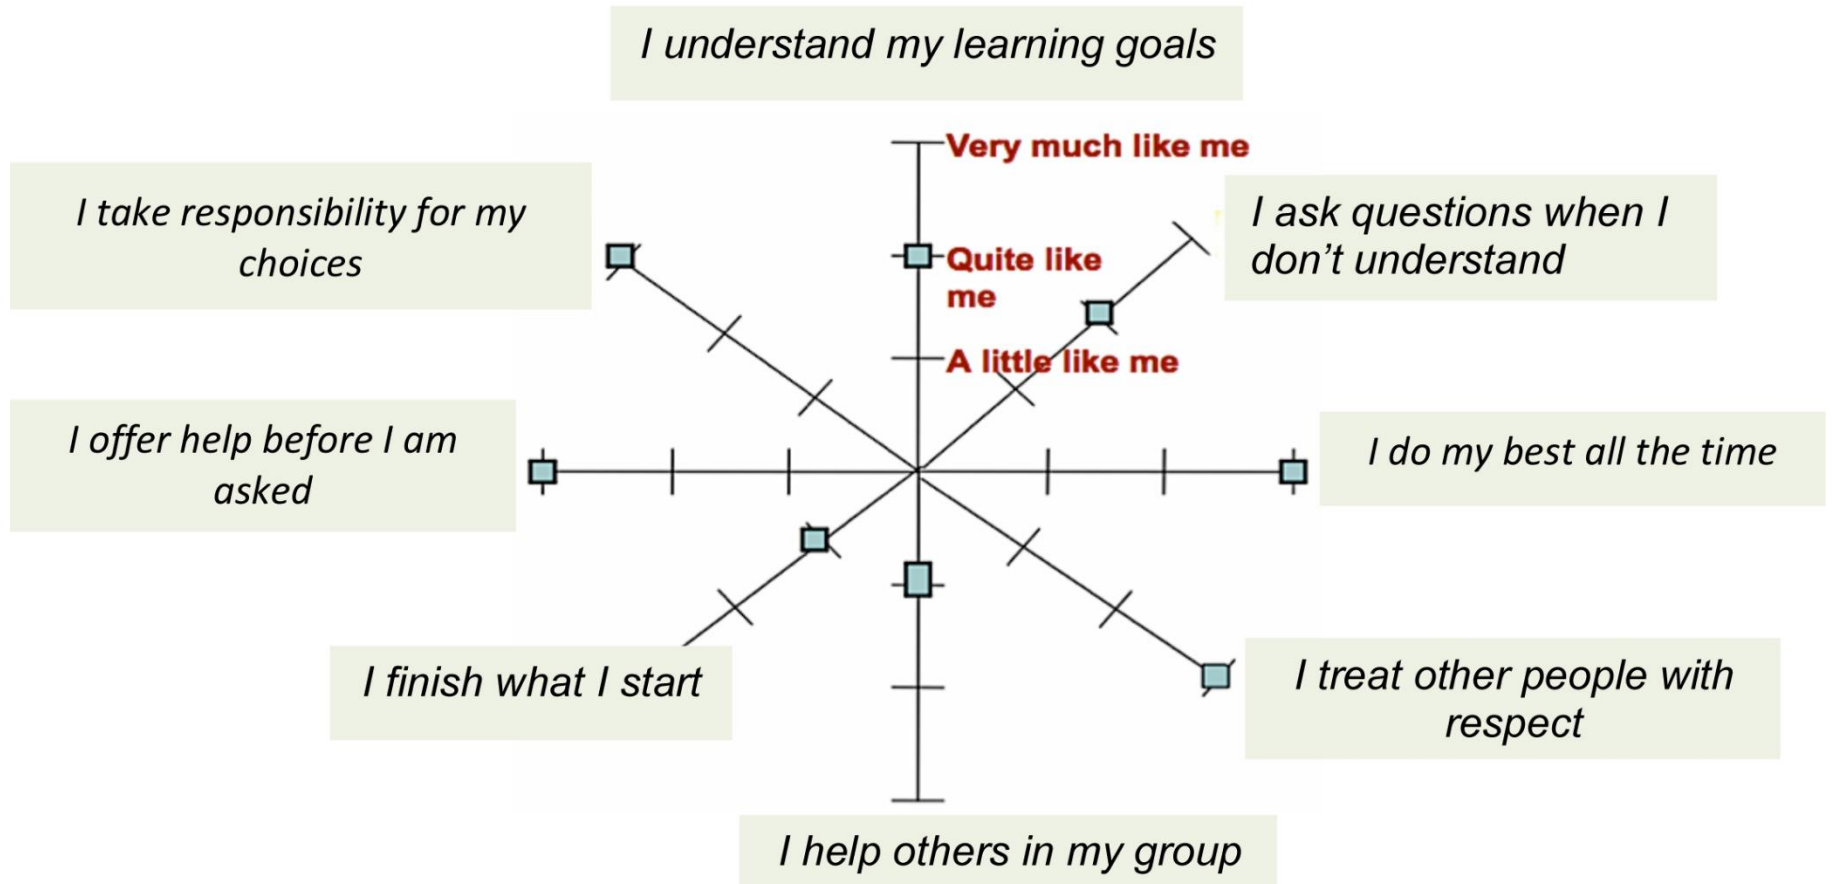 I understand my learning goals
Very much like me
I take responsibility for my
choices
I ask questions when I
don’t understand
Quite like
me
A little like me
I offer help before I am
asked
I do my best all the time
I finish what I start
I treat other people with
respect
I help others in my group